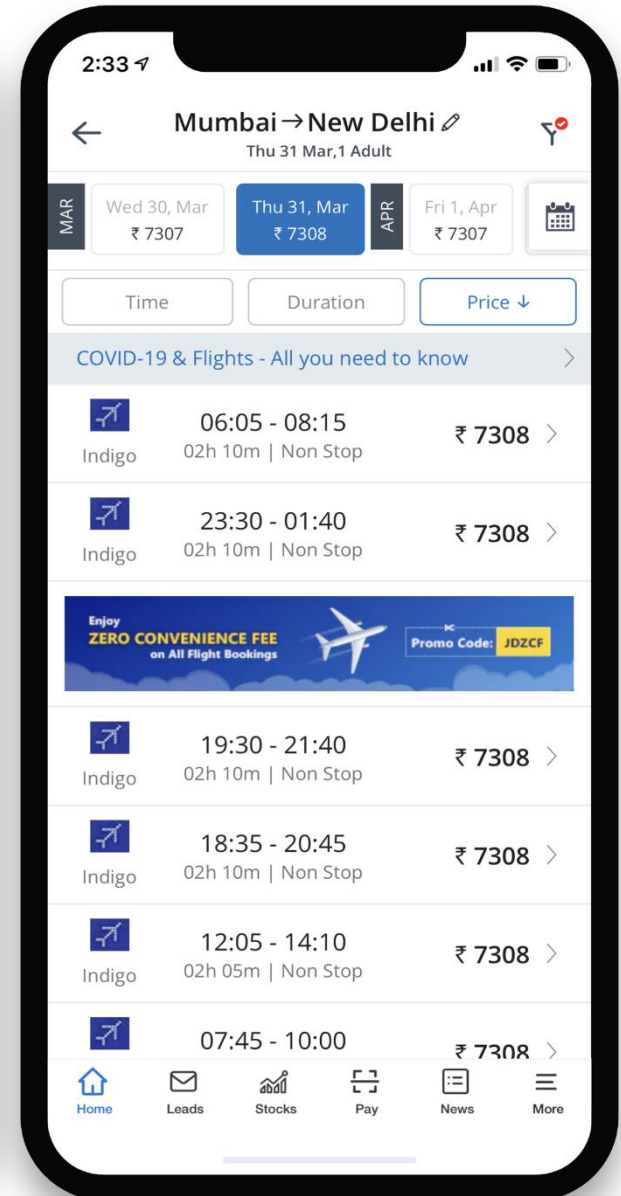 2:33
Mumbai→New Delhi
Thu 31 Mar,1 Adult
MAR
Wed 30, Mar
₹ 7307
Thu 31, Mar
₹ 7308
APR
Fri 1, Apr
₹ 7307
Time
Duration
Price ↓
COVID-19 & Flights - All you need to know
06:05 - 08:15
Indigo
02h 10m | Non Stop
₹ 7308
23:30 - 01:40
Indigo
02h 10m | Non Stop
₹ 7308
Enjoy
ZERO CONVENIENCE FEE
on All Flight Bookings
Promo Code: JDZCF
19:30 - 21:40
Indigo
02h 10m | Non Stop
₹ 7308
18:35 - 20:45
Indigo
02h 10m | Non Stop
₹ 7308
12:05 - 14:10
Indigo
02h 05m | Non Stop
₹ 7308
07:45 - 10:00
₹ 7308
Home
Leads
Stocks
Pay
News
More